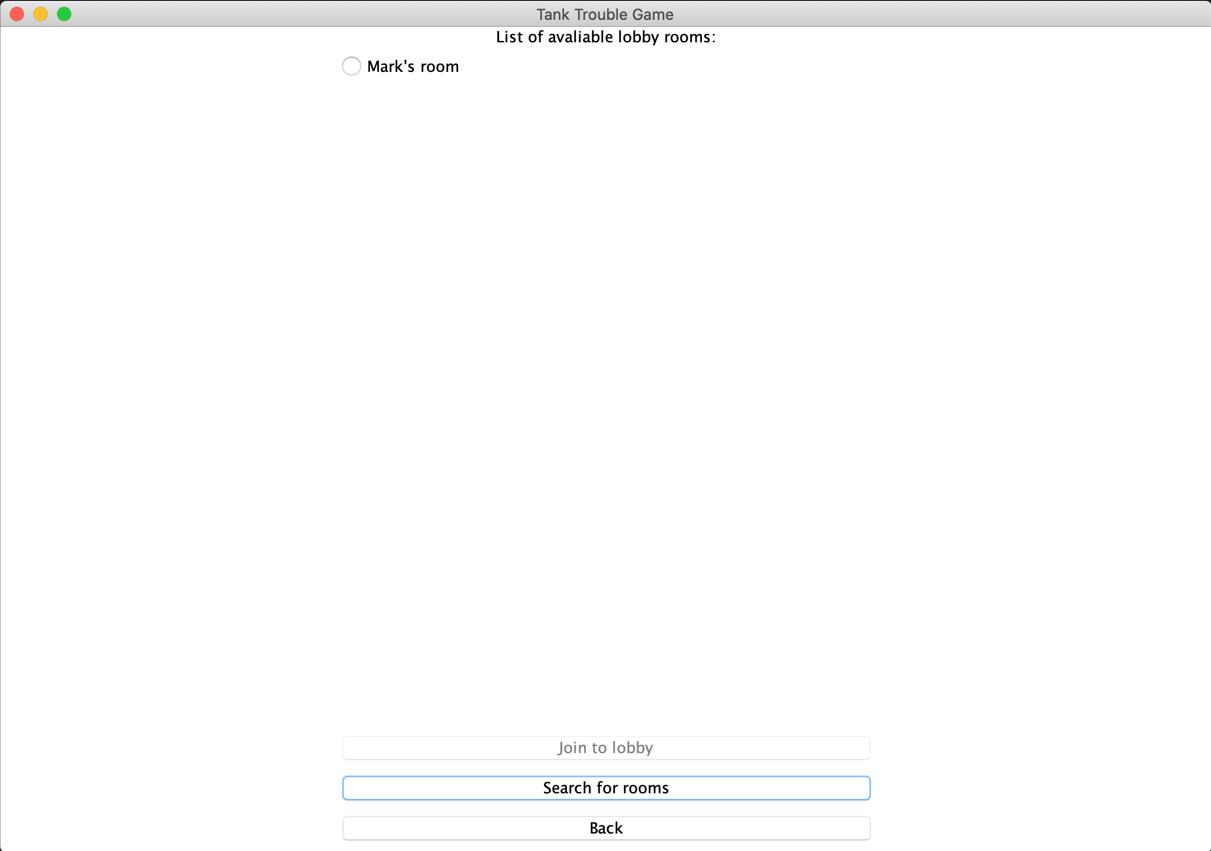 Tank Trouble Game
List of avaliable lobby rooms:
Mark's room
Join to lobby
Search for rooms
Back